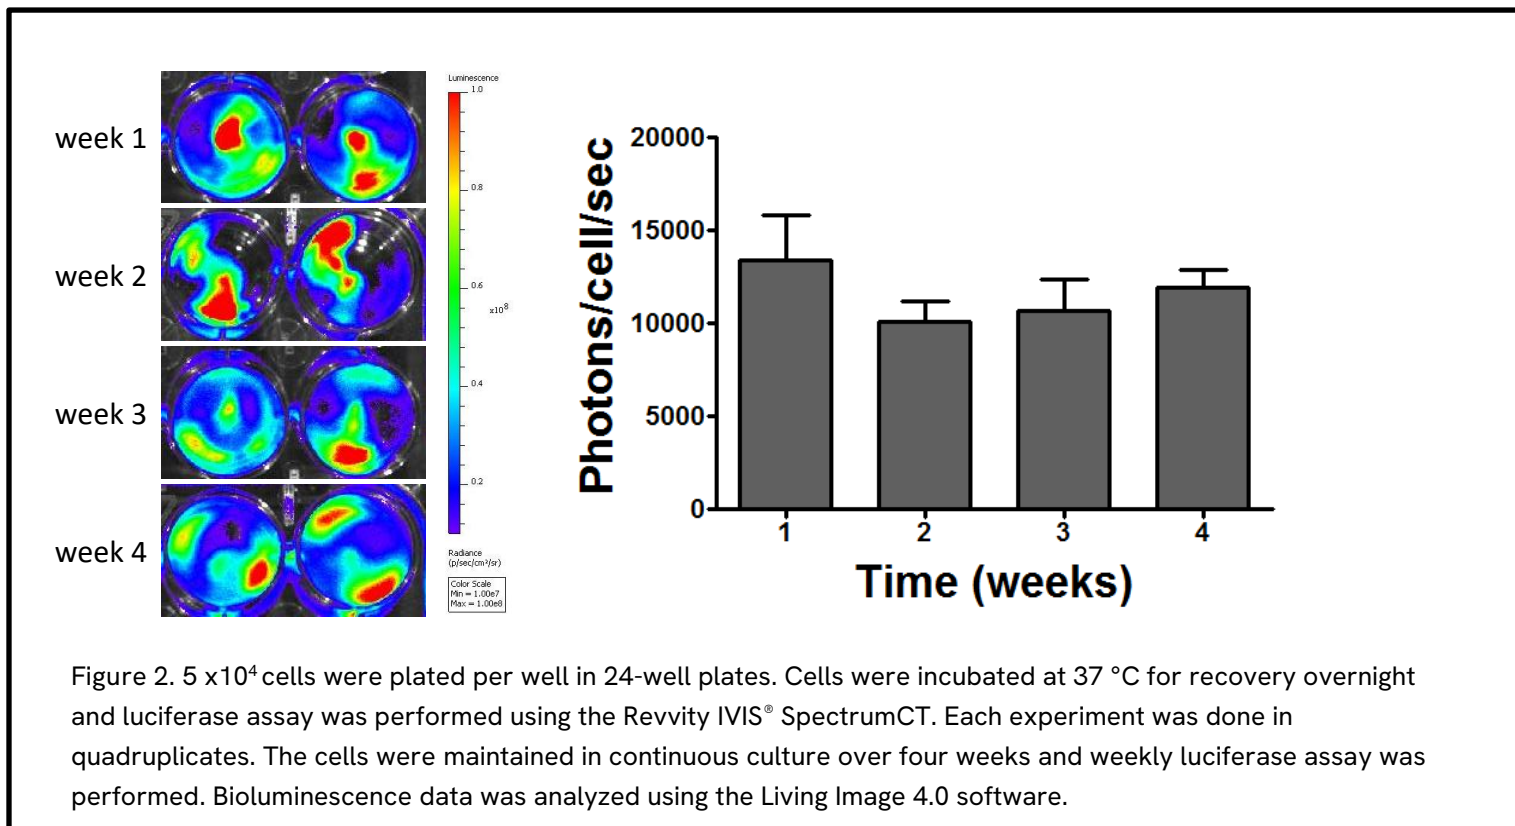 week 1
week 2
week 3
week 4
Luminescence
1.0
0.8
0.6
x10⁸
0.4
0.2
Radiance
(p/sec/cm²/sr)
Color Scale
Min = 1.00e7
Max = 1.00e8
Photons/cell/sec
20000
15000
10000
5000
0
1 2 3 4
Time (weeks)
Figure 2. 5 x10⁴ cells were plated per well in 24-well plates. Cells were incubated at 37 °C for recovery overnight
and luciferase assay was performed using the Revvity IVIS® SpectrumCT. Each experiment was done in
quadruplicates. The cells were maintained in continuous culture over four weeks and weekly luciferase assay was
performed. Bioluminescence data was analyzed using the Living Image 4.0 software.